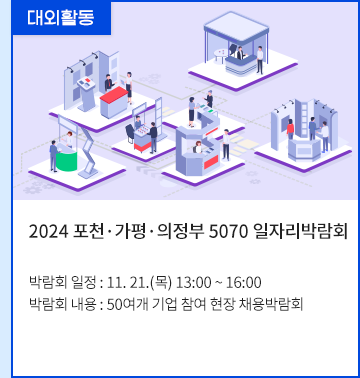 대외활동
2024 포천·가평·의정부 5070 일자리박람회
박람회 일정 : 11. 21.(목) 13:00 ~ 16:00
박람회 내용 : 50여개 기업 참여 현장 채용박람회